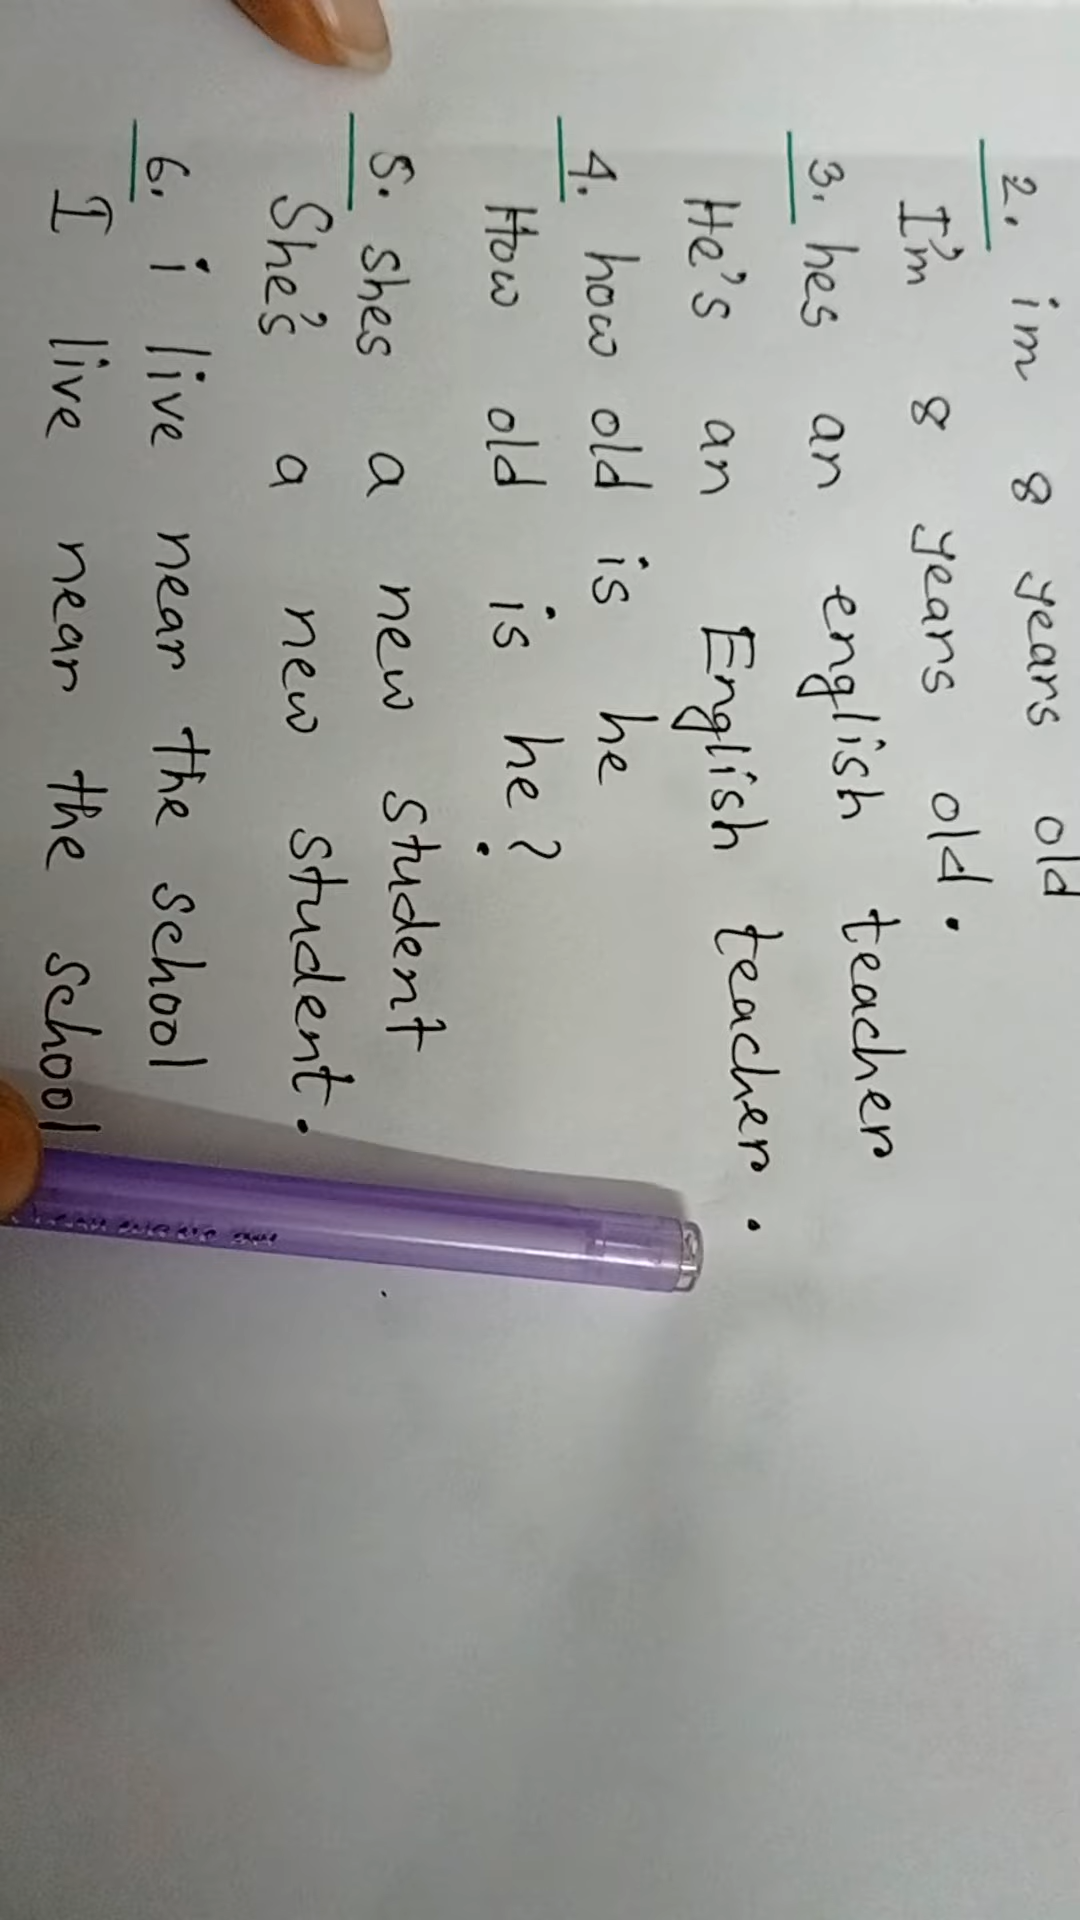 2. im 8 years old
I'm 8 years old.
3. hes an english teacher
He's an English teacher.
4. how old is he
How old is he?
5. shes a new student
She's a new student.
6. i live near the school
I live near the school